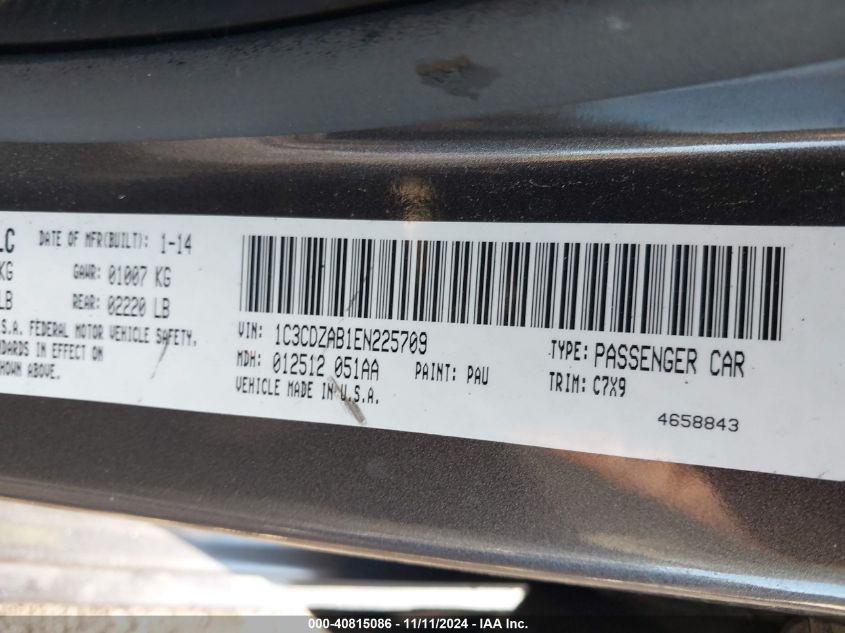 LC DATE OF MFR(BUILT): 1-14
KG GAWR: 01007 KG
LB REAR: 02220 LB
S.A. FEDERAL MOTOR VEHICLE SAFETY,
NDARDS IN EFFECT ON
SHOWN ABOVE.
VIN: 1C3CDZAB1EN225709
TYPE: PASSENGER CAR
MDH: 012512 051AA PAINT: PAU
TRIM: C7X9
VEHICLE MADE IN U.S.A.
4658843
000-40815086 - 11/11/2024 - IAA Inc.